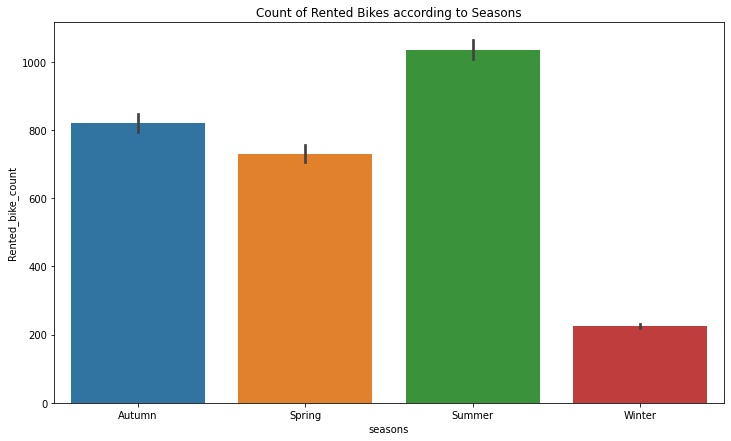 Count of Rented Bikes according to Seasons
Rented_bike_count
1000
800
600
400
200
0
Autumn Spring Summer Winter
seasons